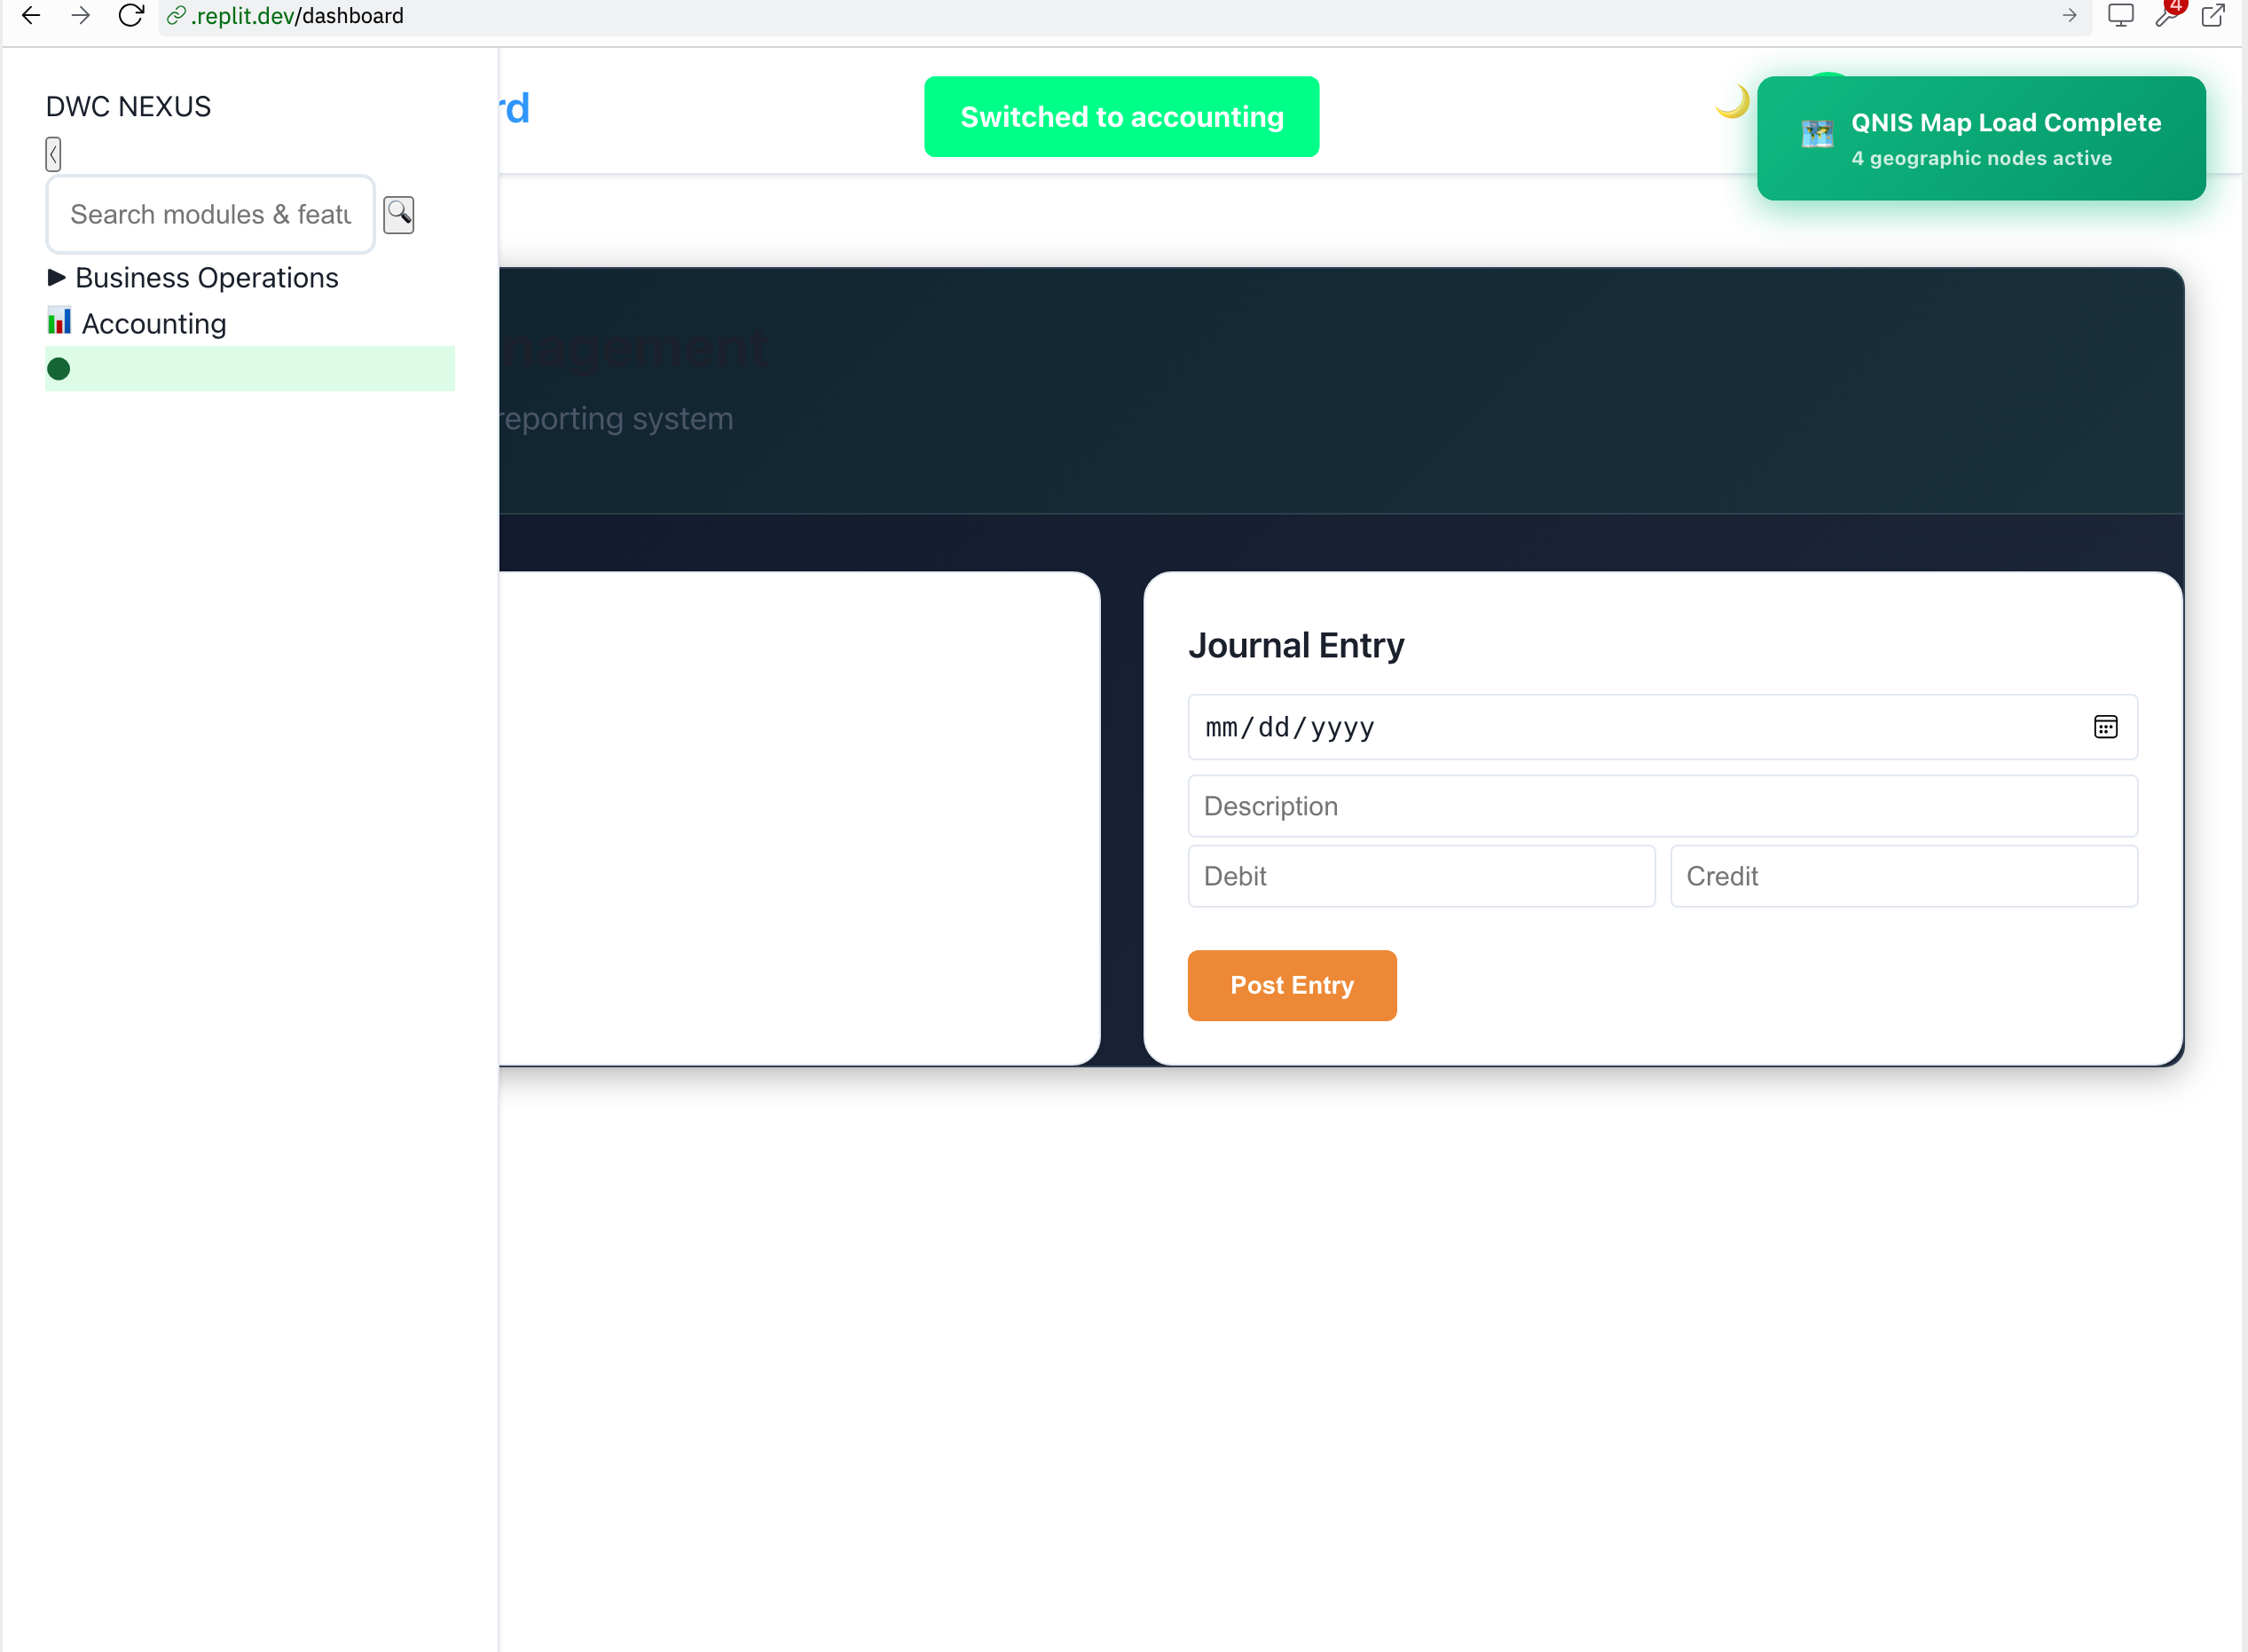 .replit.dev/dashboard
4
DWC NEXUS
Search modules & featu
Business Operations
Accounting
rd
Switched to accounting
QNIS Map Load Complete
4 geographic nodes active
nagement
reporting system
Journal Entry
mm/dd/yyyy
Description
Debit
Credit
Post Entry